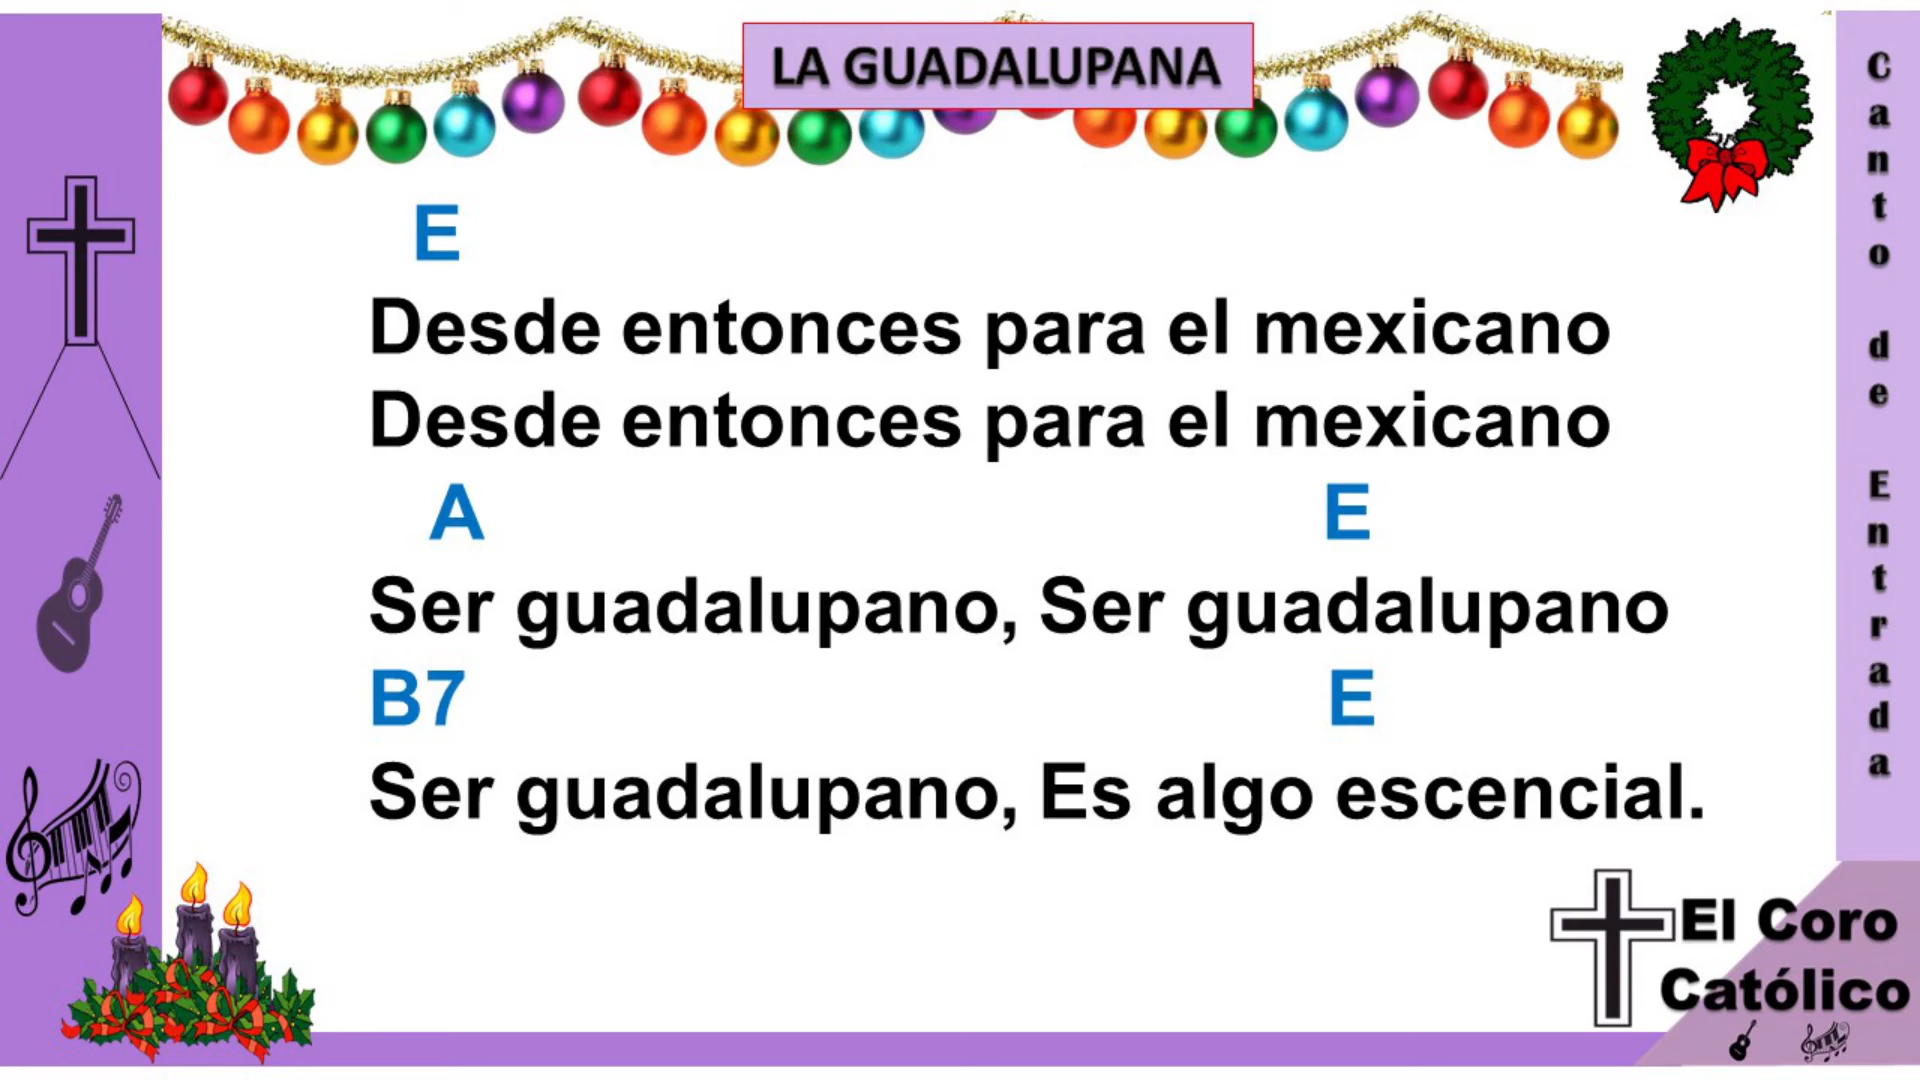 LA GUADALUPANA
E
Desde entonces para el mexicano
Desde entonces para el mexicano
A E
Ser guadalupano, Ser guadalupano
B7 E
Ser guadalupano, Es algo escencial.
Canto de Entrada
El Coro
Católico